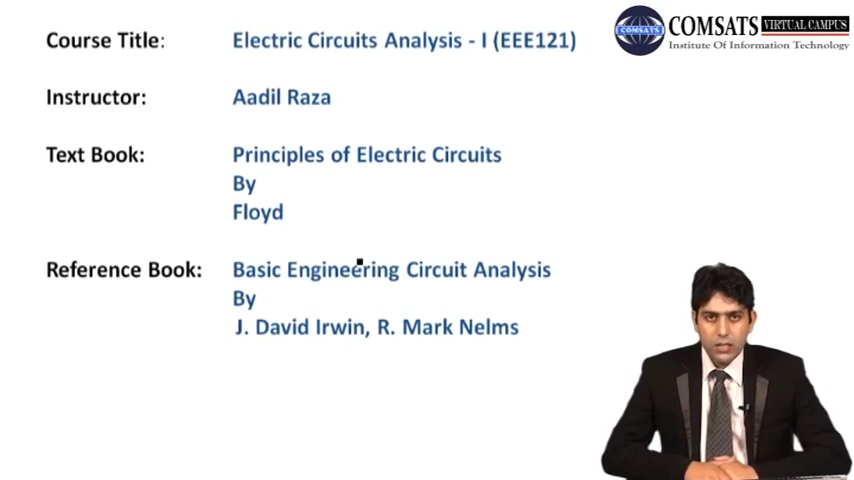 Course Title: Electric Circuits Analysis - I (EEE121)
COMSATS VIRTUAL CAMPUS
Institute Of Information Technology
COMSATS
Instructor: Aadil Raza
Text Book: Principles of Electric Circuits
By
Floyd
Reference Book: Basic Engineering Circuit Analysis
By
J. David Irwin, R. Mark Nelms